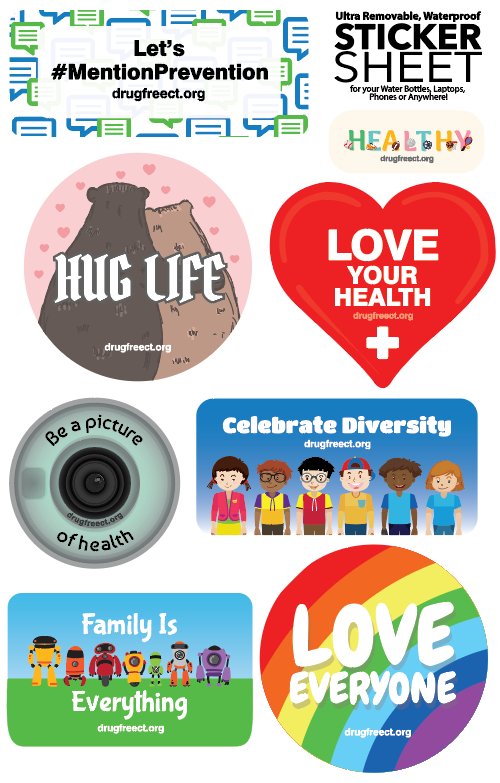 Let's
#MentionPrevention
drugfreect.org
Ultra Removable, Waterproof
STICKER
SHEET
for your Water Bottles, Laptops,
Phones or Anywhere!
HEALTHY
drugfreect.org
HUG LIFE
drugfreect.org
LOVE
YOUR
HEALTH
drugfreect.org
Be a picture
drugfreect.org
of health
Celebrate Diversity
drugfreect.org
Family Is
Everything
drugfreect.org
LOVE
EVERYONE
drugfreect.org